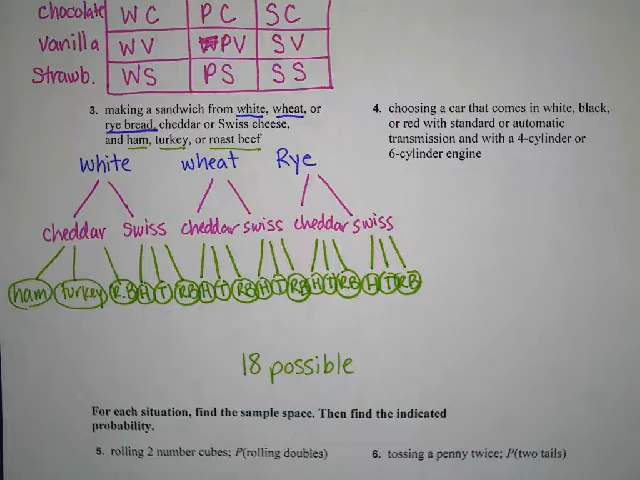 chocolate WC PC SC
Vanilla WV PV SV
Strawb. WS PS SS
3. making a sandwich from white, wheat, or
rye bread, cheddar or Swiss cheese,
and ham, turkey, or roast beef
4. choosing a car that comes in white, black,
or red with standard or automatic
transmission and with a 4-cylinder or
6-cylinder engine
white wheat Rye
cheddar swiss cheddar swiss cheddar swiss
ham turkey R.B H T RB H T RB H T RB H T RB H T RB
18 possible
For each situation, find the sample space. Then find the indicated
probability.
5. rolling 2 number cubes; P(rolling doubles)
6. tossing a penny twice; P(two tails)